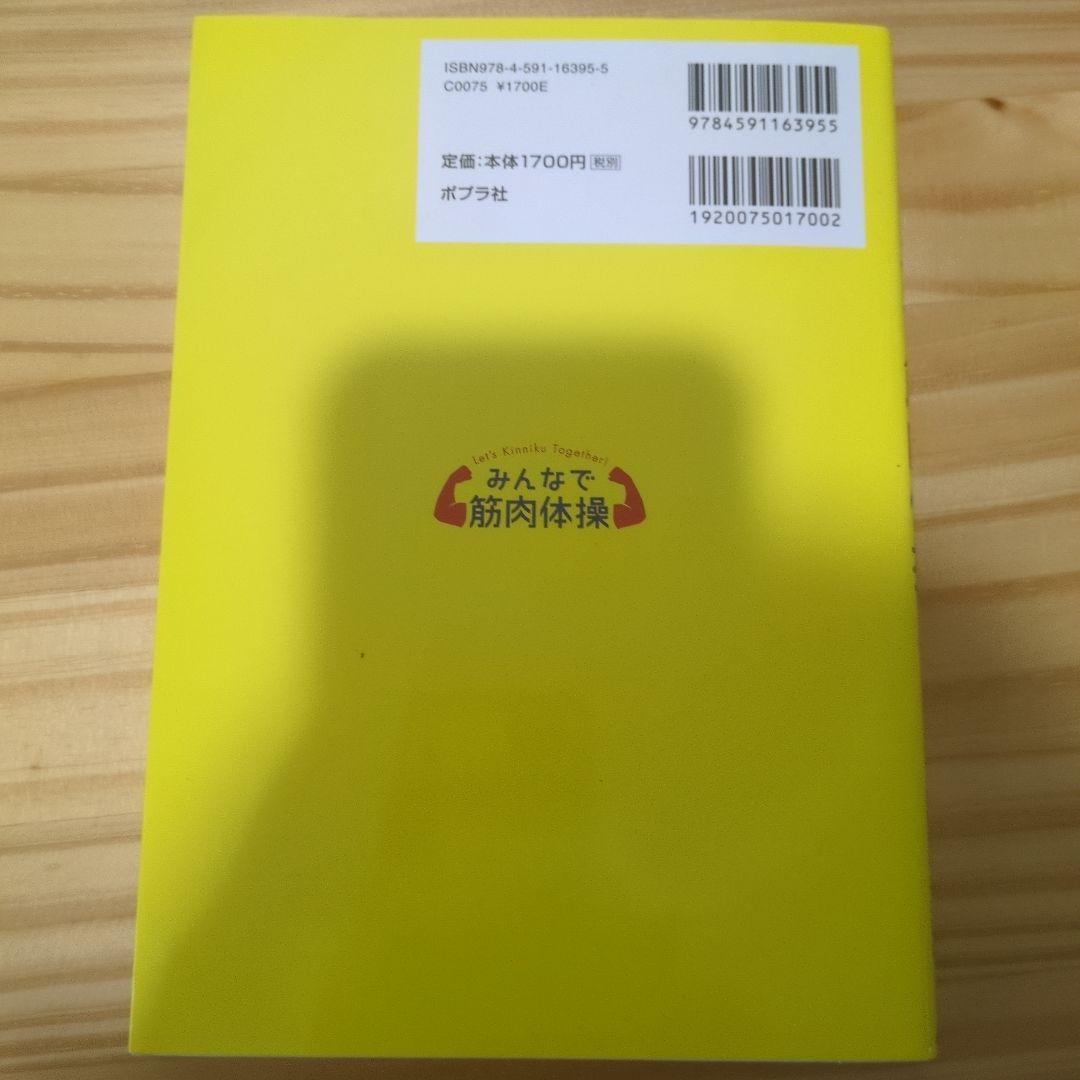 ISBN978-4-591-16395-5
C0075 ¥1700E
9784591163955
定価:本体1700円 税別
ポプラ社
1920075017002
Let's Kinniku Together!
みんなで
筋肉体操